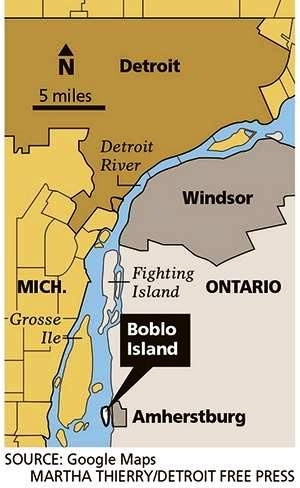 N
Detroit
5 miles
Detroit
River
Windsor
MICH.
Fighting
Island
ONTARIO
Grosse
Ile
Boblo
Island
Amherstburg
SOURCE: Google Maps
MARTHA THIERRY/DETROIT FREE PRESS